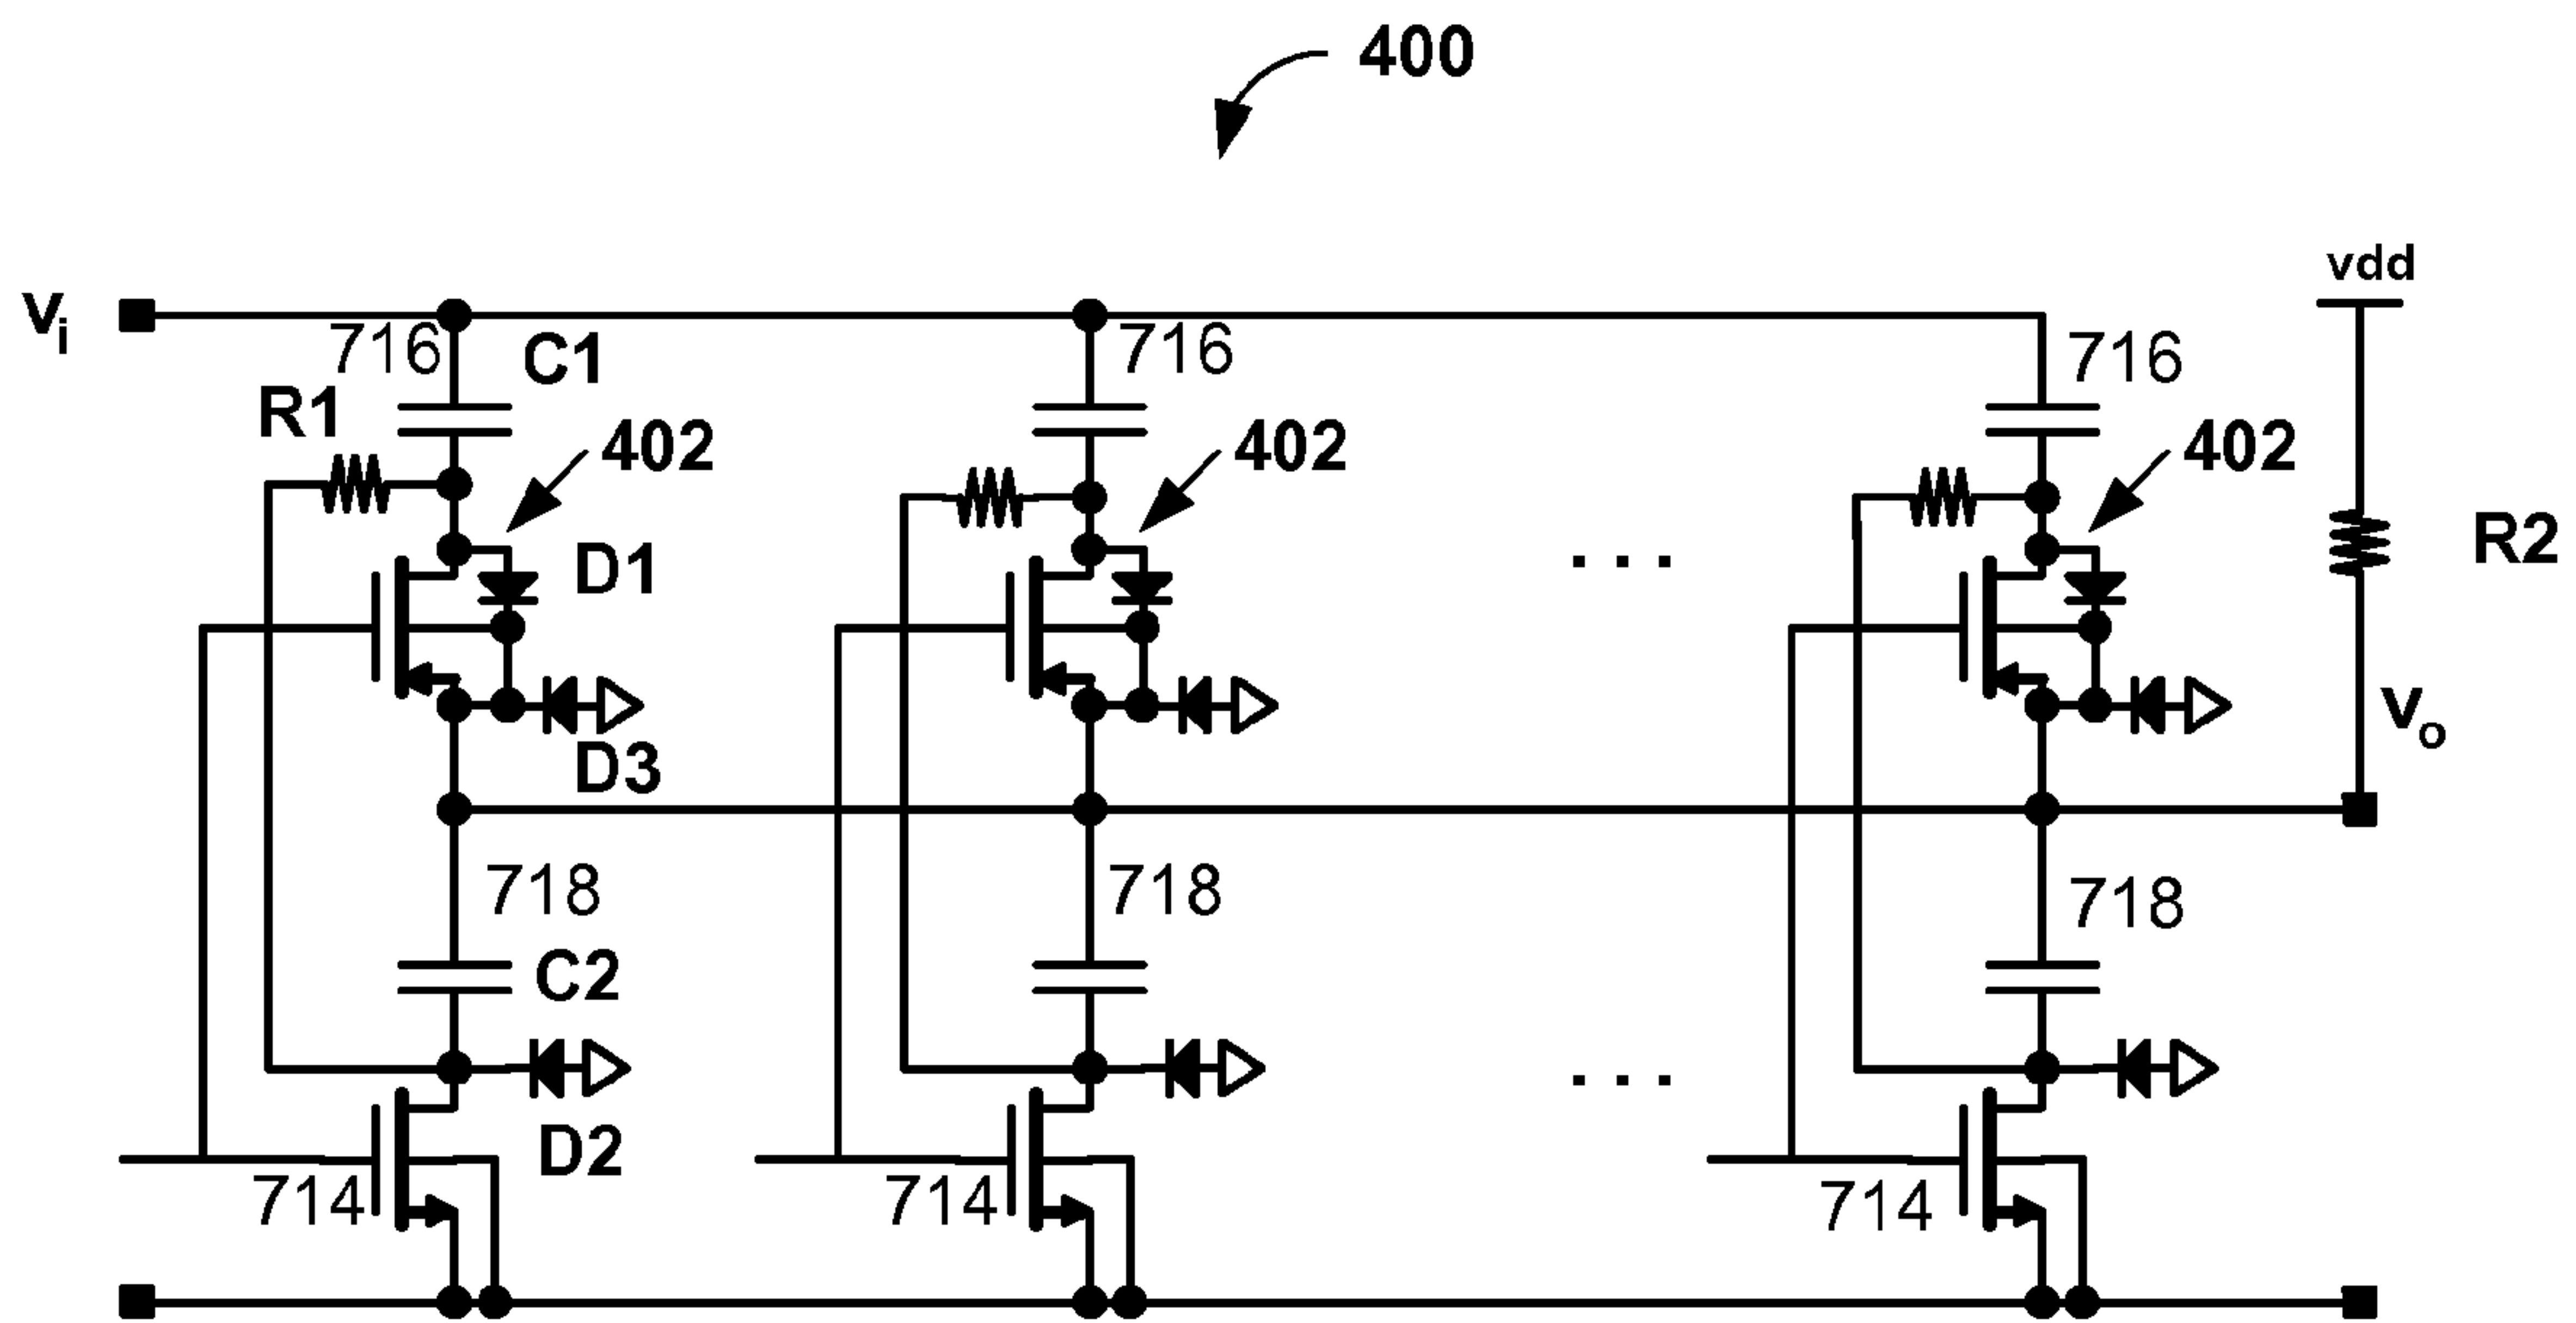 400
vdd
Vi
716 C1 716 716
R1
402 402 402
D1 . . . R2
D3 Vo
718 718 718
C2
. . .
D2
714 714 714